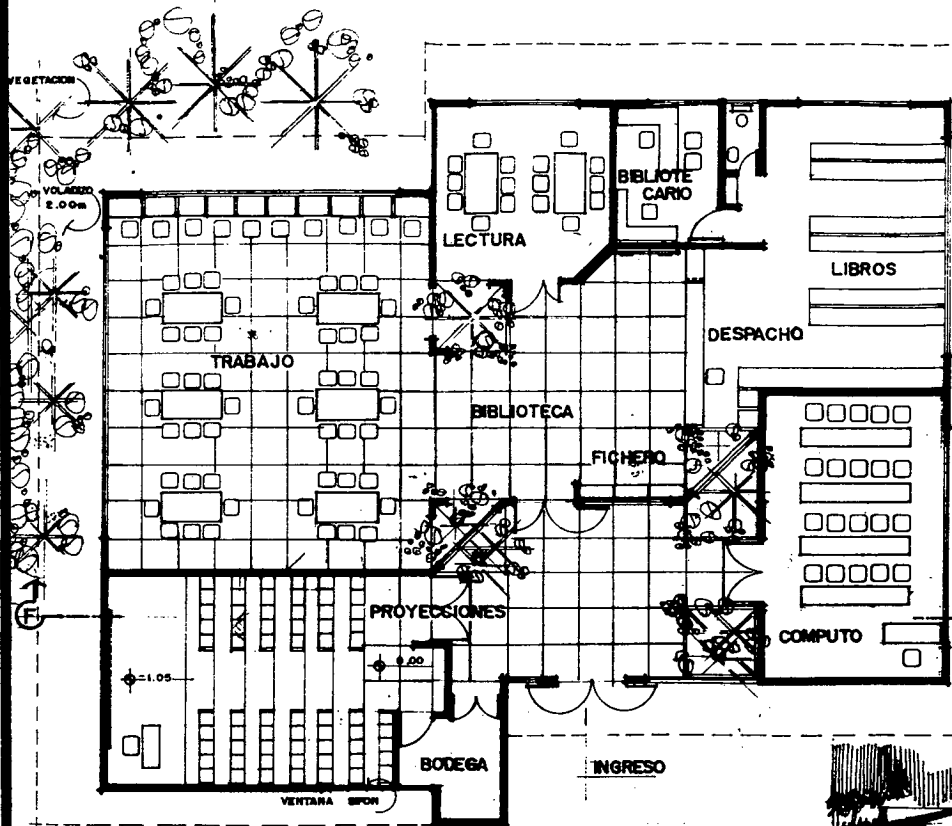 VEGETACION
VOLADIZO
2.00m
LECTURA
BIBLIOTE
CARIO
LIBROS
DESPACHO
TRABAJO
BIBLIOTECA
FICHERO
PROYECCIONES
COMPUTO
0.00
-1.05
BODEGA
INGRESO
VENTANA